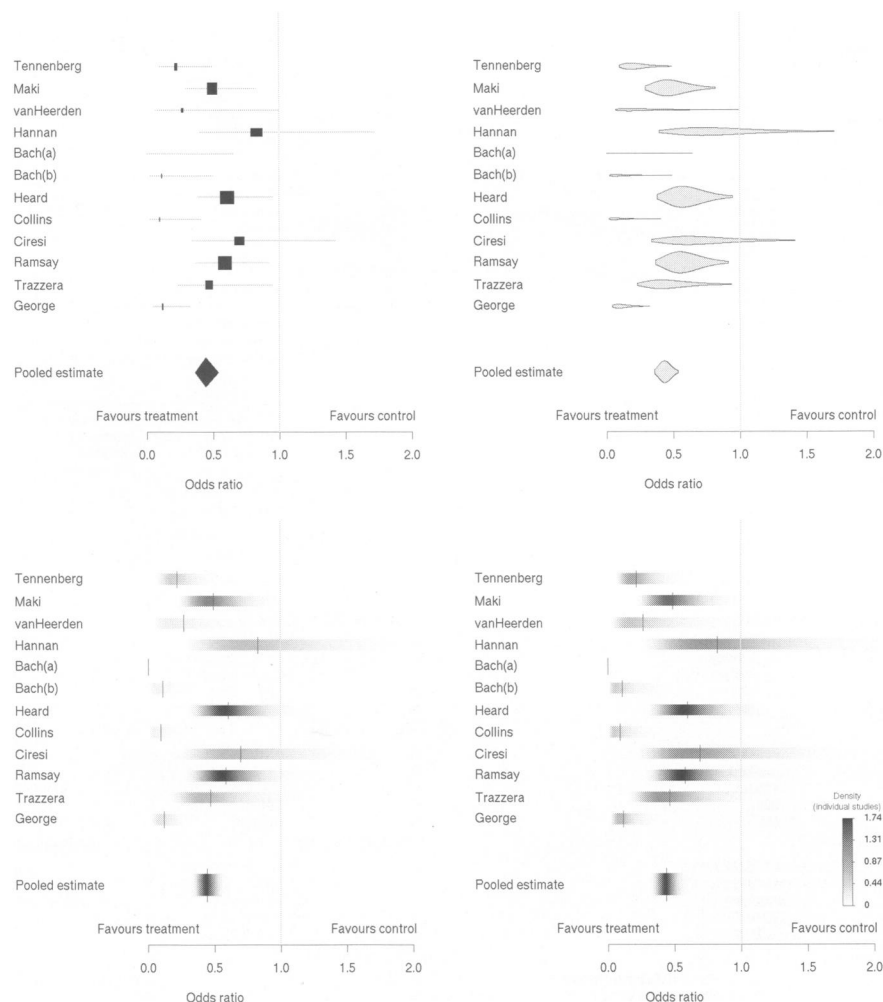 Tennenberg
Maki
vanHeerden
Hannan
Bach(a)
Bach(b)
Heard
Collins
Ciresi
Ramsay
Trazzera
George
Pooled estimate
Favours treatment Favours control
0.0 0.5 1.0 1.5 2.0
Odds ratio
Tennenberg
Maki
vanHeerden
Hannan
Bach(a)
Bach(b)
Heard
Collins
Ciresi
Ramsay
Trazzera
George
Pooled estimate
Favours treatment Favours control
0.0 0.5 1.0 1.5 2.0
Odds ratio
Tennenberg
Maki
vanHeerden
Hannan
Bach(a)
Bach(b)
Heard
Collins
Ciresi
Ramsay
Trazzera
George
Pooled estimate
Favours treatment Favours control
0.0 0.5 1.0 1.5 2.0
Odds ratio
Tennenberg
Maki
vanHeerden
Hannan
Bach(a)
Bach(b)
Heard
Collins
Ciresi
Ramsay
Trazzera
George
Density
(individual studies)
1.74
1.31
0.87
0.44
0
Pooled estimate
Favours treatment Favours control
0.0 0.5 1.0 1.5 2.0
Odds ratio